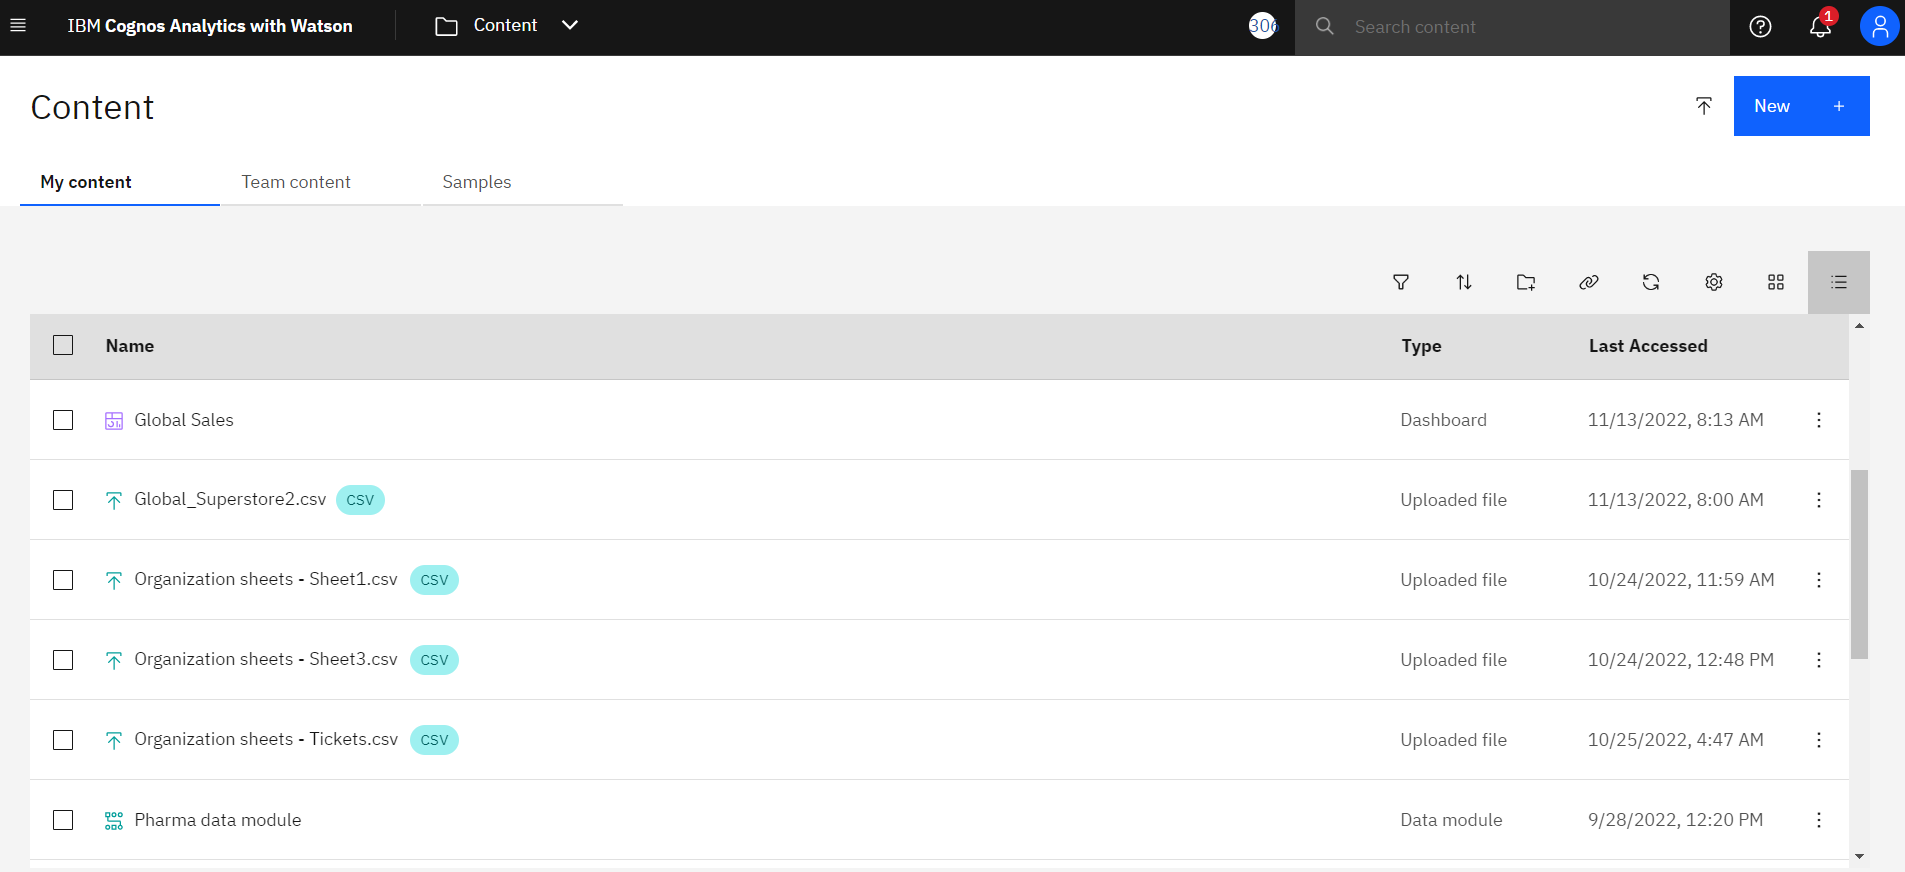 IBM Cognos Analytics with Watson Content 306 Search content 1
Content
New +
My content Team content Samples
Name Type Last Accessed
Global Sales Dashboard 11/13/2022, 8:13 AM
Global_Superstore2.csv CSV Uploaded file 11/13/2022, 8:00 AM
Organization sheets - Sheet1.csv CSV Uploaded file 10/24/2022, 11:59 AM
Organization sheets - Sheet3.csv CSV Uploaded file 10/24/2022, 12:48 PM
Organization sheets - Tickets.csv CSV Uploaded file 10/25/2022, 4:47 AM
Pharma data module Data module 9/28/2022, 12:20 PM